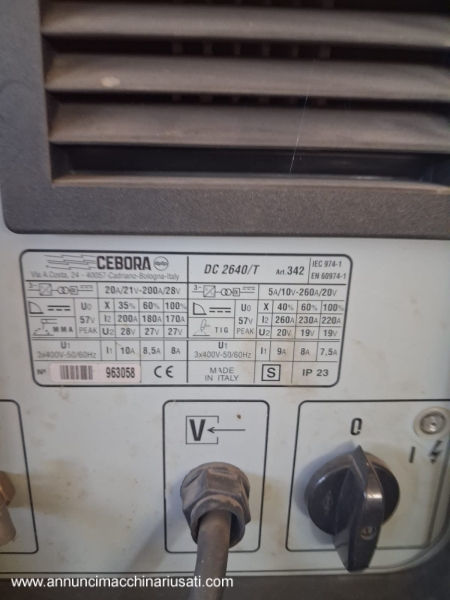 CEBORA
Via A.Costa, 24 - 40057-Cadriano-Bologna-Italy
DC 2640/T Art. 342
IEC 974-1
EN 60974-1
3~ 20A/21V-200A/28V
U0 X 35% 60% 100%
57V PEAK I2 200A 180A 170A
MMA U2 28V 27V 27V
U1 3x400V-50/60Hz I1 10A 8,5A 8A
3~ 5A/10V-260A/20V
U0 X 40% 60% 100%
57V PEAK I2 260A 230A 220A
TIG U2 20V 19V 19V
U1 3x400V-50/60Hz I1 9A 8A 7,5A
N° 963058 CE
MADE IN ITALY
S
IP 23
V
0
I
www.annuncimacchinariusati.com